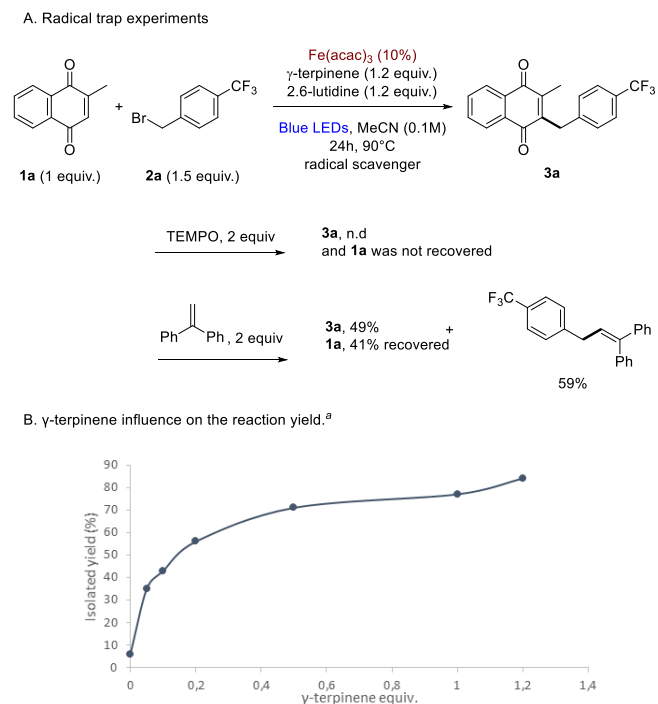 A. Radical trap experiments
O
O
1a (1 equiv.)
+
Br
CF3
2a (1.5 equiv.)
Fe(acac)3 (10%)
γ-terpinene (1.2 equiv.)
2.6-lutidine (1.2 equiv.)
Blue LEDs, MeCN (0.1M)
24h, 90°C
radical scavenger
O
O
CF3
3a
TEMPO, 2 equiv
3a, n.d
and 1a was not recovered
Ph
Ph, 2 equiv
3a, 49%
1a, 41% recovered
+
F3C
Ph
Ph
59%
B. γ-terpinene influence on the reaction yield.a
Isolated yield (%)
90
80
70
60
50
40
30
20
10
0
0
0,2
0,4
0,6
0,8
1
1,2
1,4
γ-terpinene equiv.